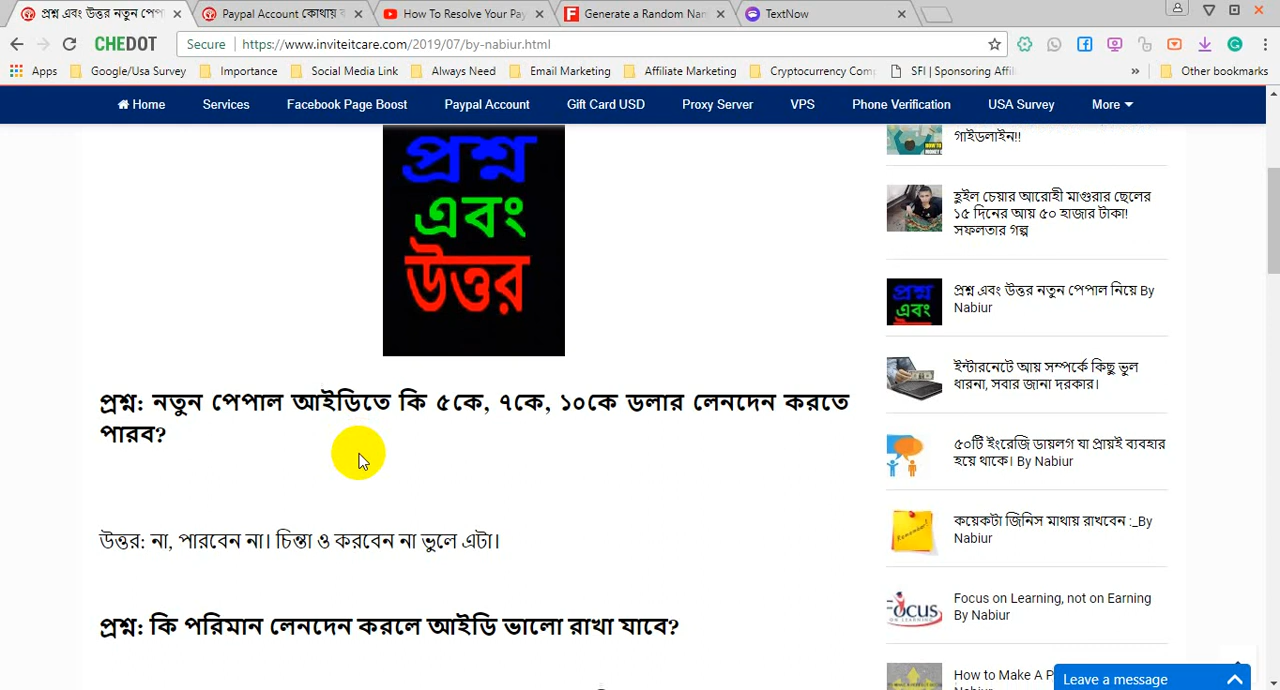 প্রশ্ন এবং উত্তর নতুন পেপা
Paypal Account কোথায় ব
How To Resolve Your Pay
Generate a Random Nam
TextNow
CHEDOT
Secure
https://www.inviteitcare.com/2019/07/by-nabiur.html
Apps
Google/Usa Survey
Importance
Social Media Link
Always Need
Email Marketing
Affiliate Marketing
Cryptocurrency Comp
SFI | Sponsoring Affil
»
Other bookmarks
Home
Services
Facebook Page Boost
Paypal Account
Gift Card USD
Proxy Server
VPS
Phone Verification
USA Survey
More
প্রশ্ন
এবং
উত্তর
প্রশ্ন: নতুন পেপাল আইডিতে কি ৫কে, ৭কে, ১০কে ডলার লেনদেন করতে
পারব?
উত্তর: না, পারবেন না। চিন্তা ও করবেন না ভুলে এটা।
প্রশ্ন: কি পরিমান লেনদেন করলে আইডি ভালো রাখা যাবে?
গাইডলাইন!!
হুইল চেয়ার আরোহী মাগুরার ছেলের
১৫ দিনের আয় ৫০ হাজার টাকা!
সফলতার গল্প
প্রশ্ন
এবং
প্রশ্ন এবং উত্তর নতুন পেপাল নিয়ে By
Nabiur
ইন্টারনেটে আয় সম্পর্কে কিছু ভুল
ধারনা, সবার জানা দরকার।
৫০টি ইংরেজি ডায়লগ যা প্রায়ই ব্যবহার
হয়ে থাকে। By Nabiur
কয়েকটা জিনিস মাথায় রাখবেন :_By
Nabiur
Focus on Learning, not on Earning
By Nabiur
How to Make A P
Leave a message